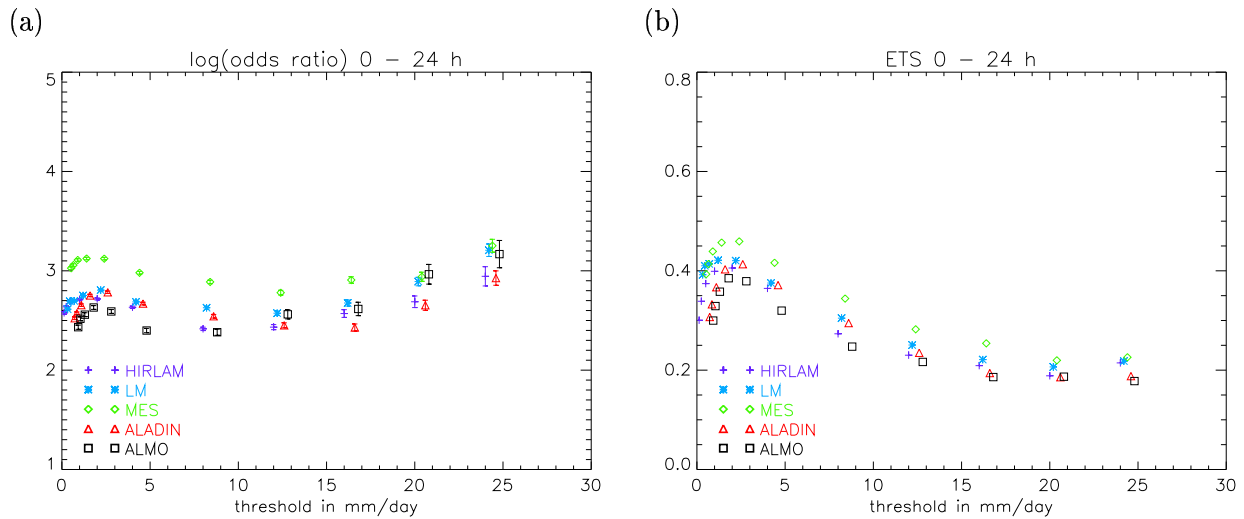 (a)
log(odds ratio) 0 – 24 h
5
4
3
2
1
0 5 10 15 20 25 30
threshold in mm/day
HIRLAM
LM
MES
ALADIN
ALMO
(b)
ETS 0 – 24 h
0.8
0.6
0.4
0.2
0.0
0 5 10 15 20 25 30
threshold in mm/day
HIRLAM
LM
MES
ALADIN
ALMO